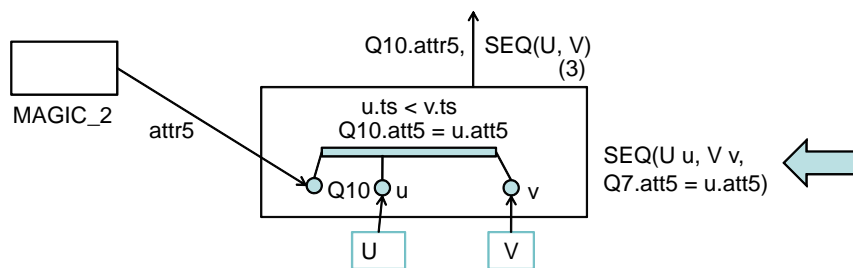 Q10.attr5, SEQ(U, V)
(3)
MAGIC_2
attr5
u.ts < v.ts
Q10.att5 = u.att5
Q10 u v
SEQ(U u, V v,
Q7.att5 = u.att5)
U V